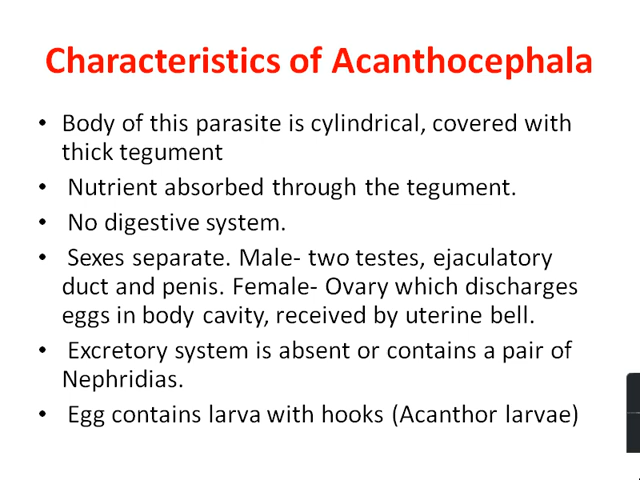 Characteristics of Acanthocephala
• Body of this parasite is cylindrical, covered with
thick tegument
• Nutrient absorbed through the tegument.
• No digestive system.
• Sexes separate. Male- two testes, ejaculatory
duct and penis. Female- Ovary which discharges
eggs in body cavity, received by uterine bell.
• Excretory system is absent or contains a pair of
Nephridias.
• Egg contains larva with hooks (Acanthor larvae)